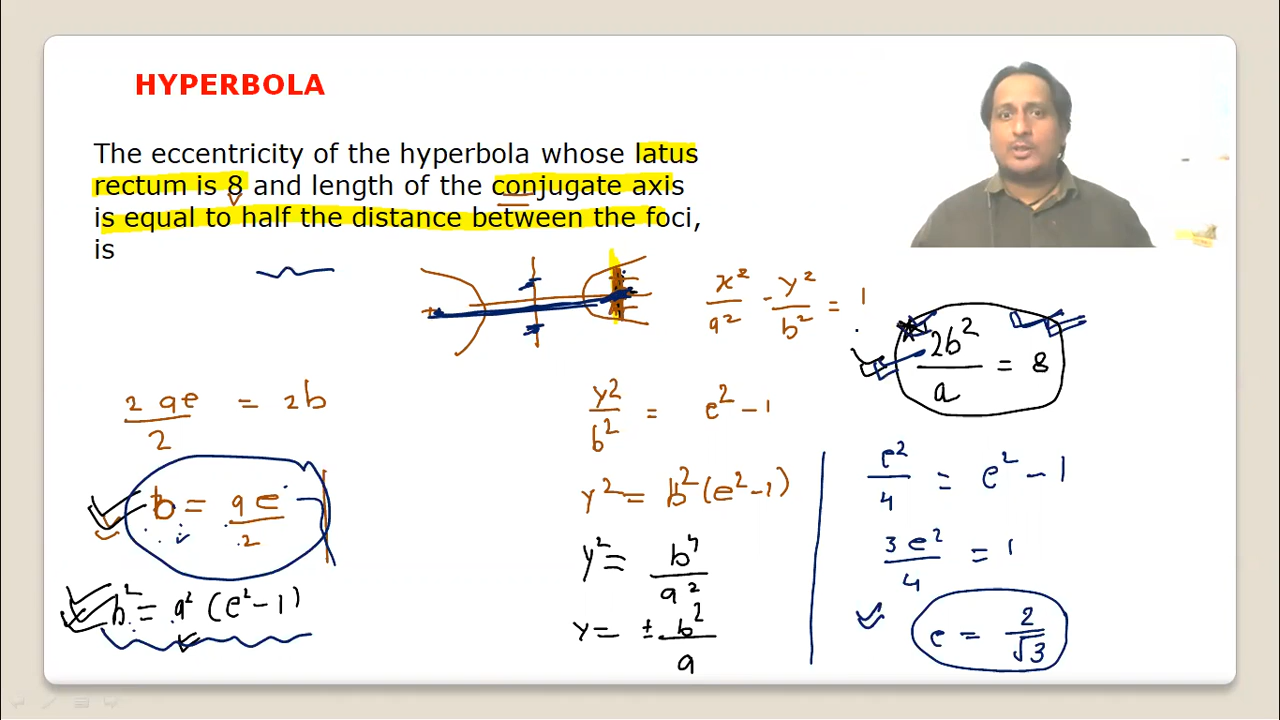 HYPERBOLA
The eccentricity of the hyperbola whose latus
rectum is 8 and length of the conjugate axis
is equal to half the distance between the foci,
is
x²/a² - y²/b² = 1
2b²/a = 8
2ae/2 = 2b
b = ae/2
b² = a²(e²-1)
y²/b² = e²-1
y² = b²(e²-1)
y² = b⁴/a²
y = ± b²/a
e²/4 = e²-1
3e²/4 = 1
e = 2/√3